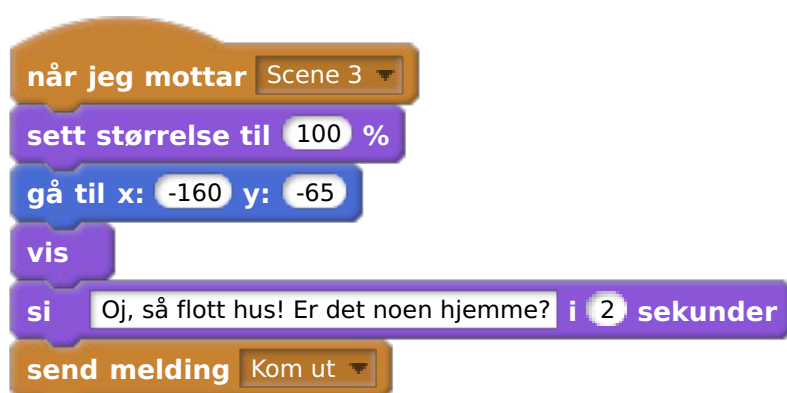 når jeg mottar Scene 3
sett størrelse til 100 %
gå til x: -160 y: -65
vis
si Oj, så flott hus! Er det noen hjemme? i 2 sekunder
send melding Kom ut